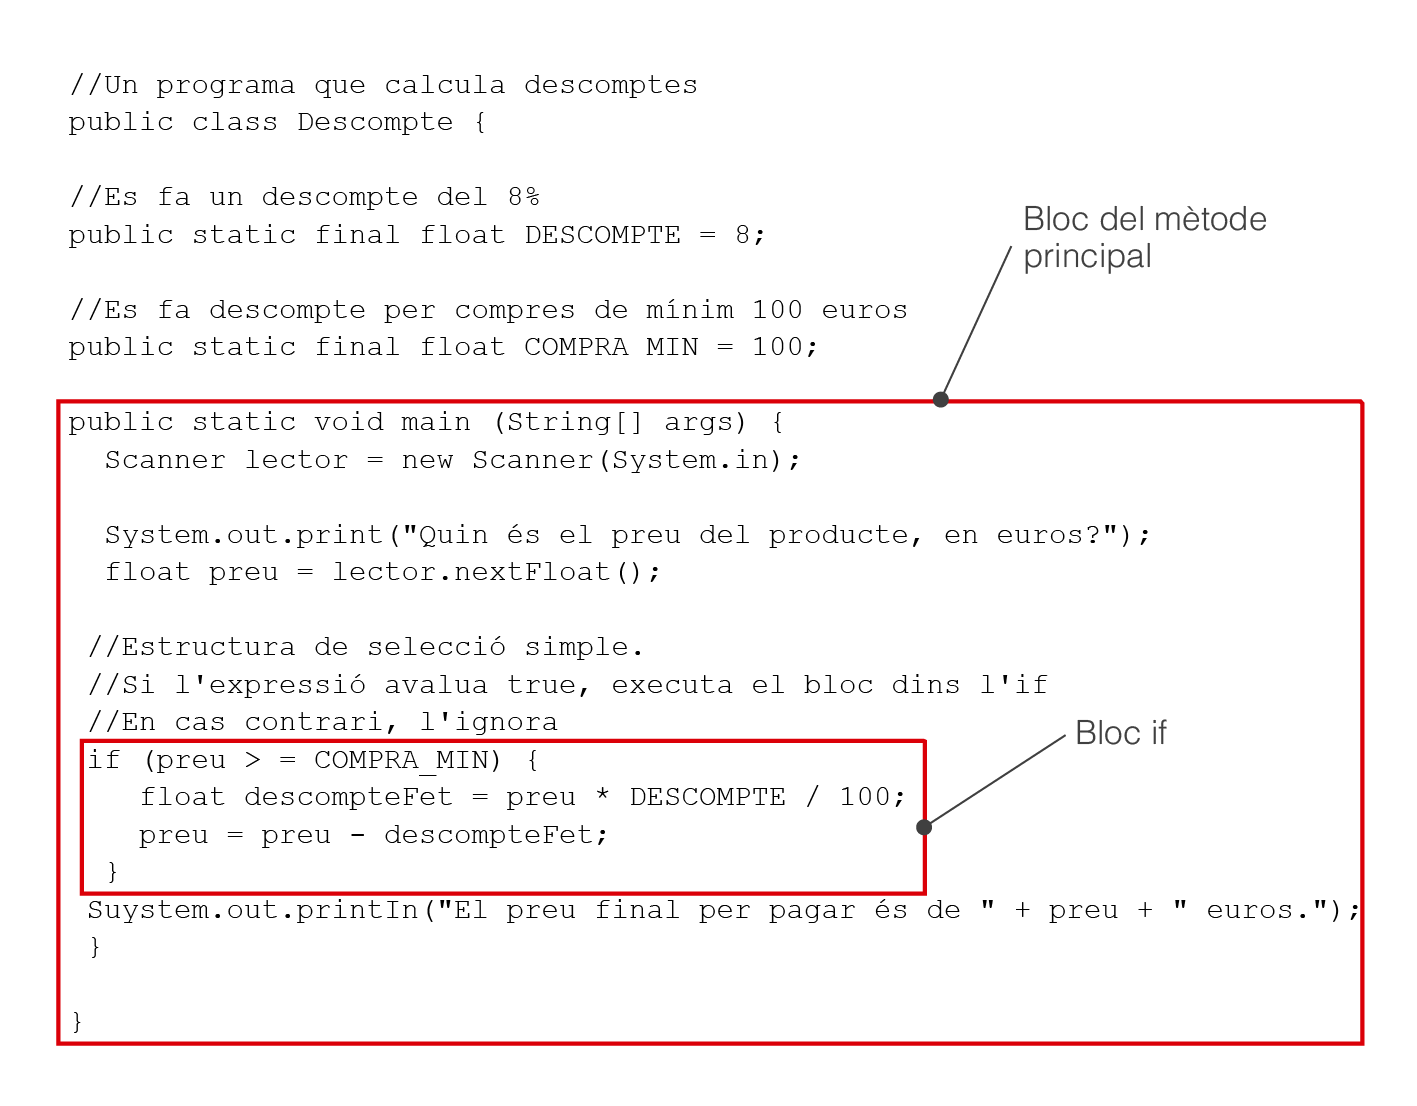 //Un programa que calcula descomptes
public class Descompte {
//Es fa un descompte del 8%
public static final float DESCOMPTE = 8;
Bloc del mètode
principal
//Es fa descompte per compres de mínim 100 euros
public static final float COMPRA MIN = 100;
public static void main (String[] args) {
Scanner lector = new Scanner(System.in);
System.out.print("Quin és el preu del producte, en euros?");
float preu = lector.nextFloat();
//Estructura de selecció simple.
//Si l'expressió avalua true, executa el bloc dins l'if
//En cas contrari, l'ignora
Bloc if
if (preu > = COMPRA_MIN) {
float descompteFet = preu * DESCOMPTE / 100;
preu = preu - descompteFet;
}
Suystem.out.printIn("El preu final per pagar és de " + preu + " euros.");
}
}